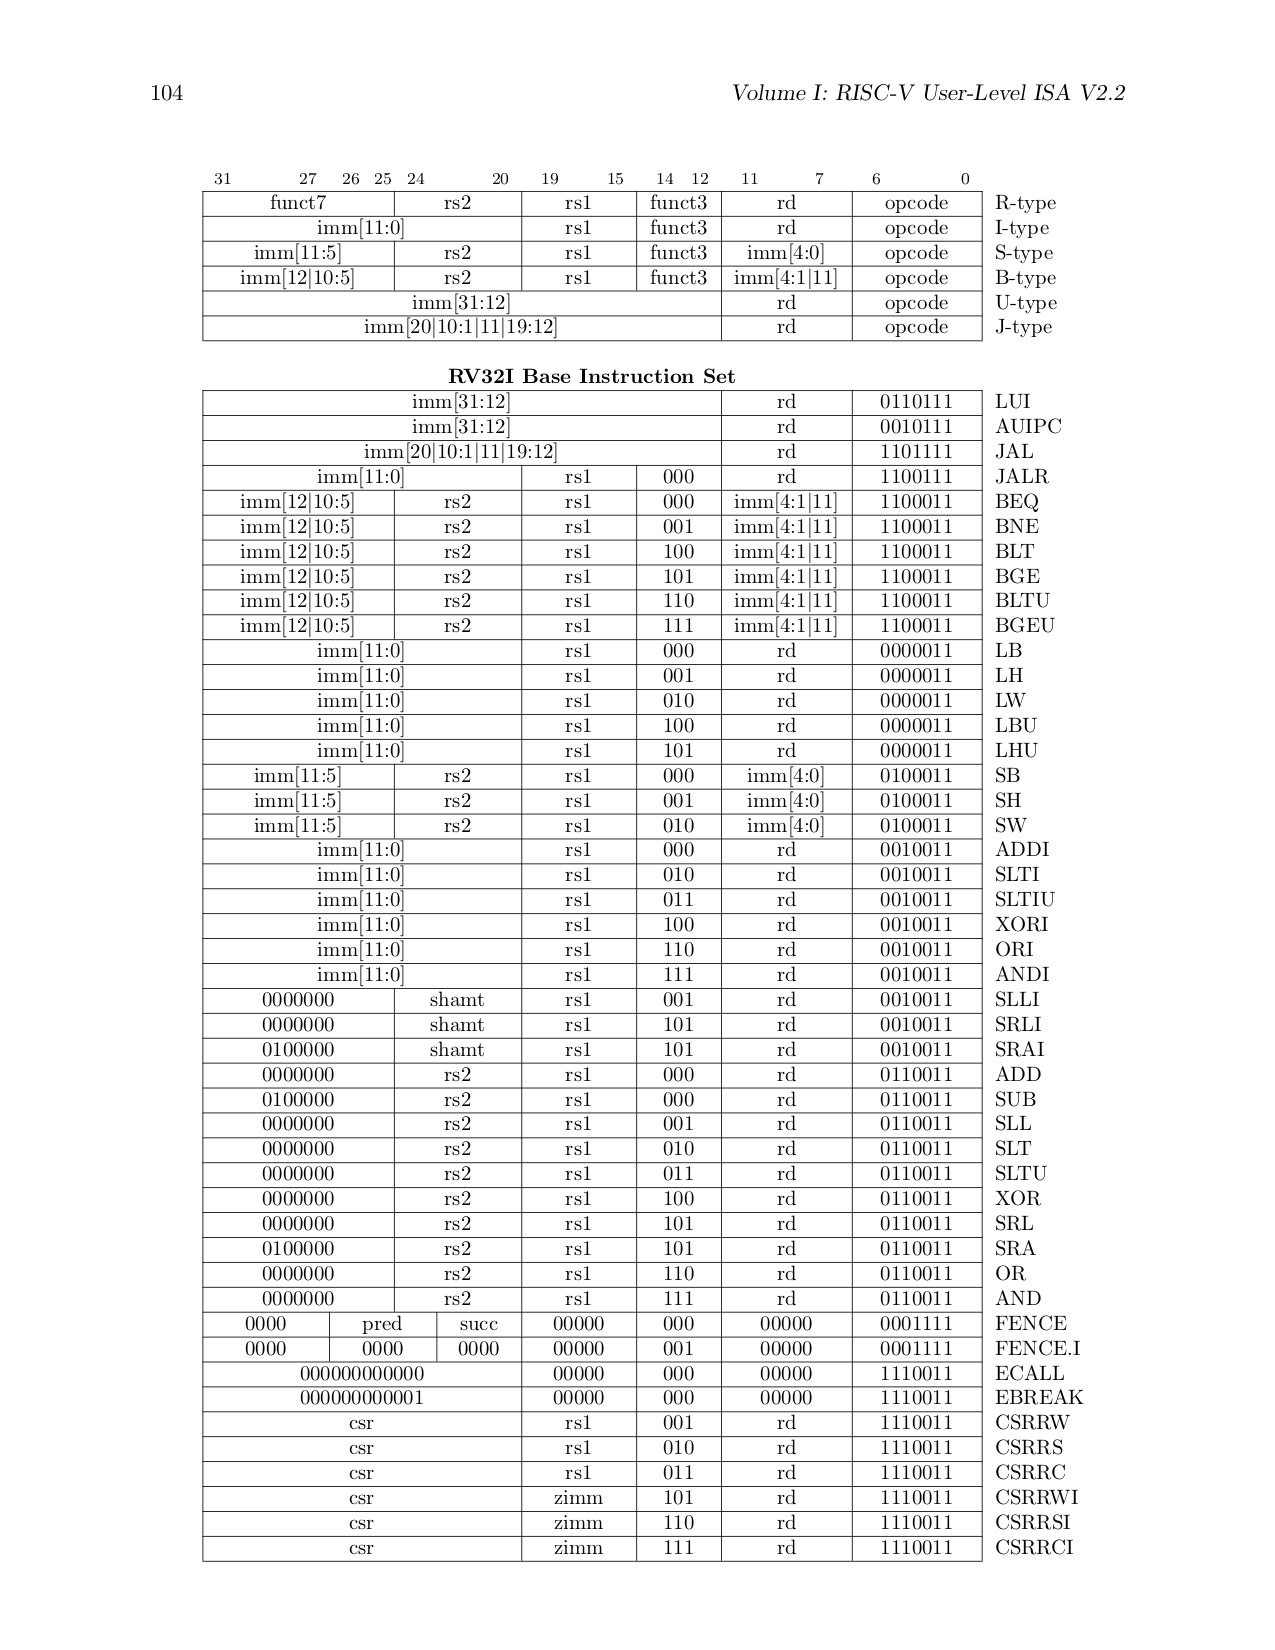 104 Volume I: RISC-V User-Level ISA V2.2
31 27 26 25 24 20 19 15 14 12 11 7 6 0
funct7 rs2 rs1 funct3 rd opcode R-type
imm[11:0] rs1 funct3 rd opcode I-type
imm[11:5] rs2 rs1 funct3 imm[4:0] opcode S-type
imm[12|10:5] rs2 rs1 funct3 imm[4:1|11] opcode B-type
imm[31:12] rd opcode U-type
imm[20|10:1|11|19:12] rd opcode J-type
RV32I Base Instruction Set
imm[31:12] rd 0110111 LUI
imm[31:12] rd 0010111 AUIPC
imm[20|10:1|11|19:12] rd 1101111 JAL
imm[11:0] rs1 000 rd 1100111 JALR
imm[12|10:5] rs2 rs1 000 imm[4:1|11] 1100011 BEQ
imm[12|10:5] rs2 rs1 001 imm[4:1|11] 1100011 BNE
imm[12|10:5] rs2 rs1 100 imm[4:1|11] 1100011 BLT
imm[12|10:5] rs2 rs1 101 imm[4:1|11] 1100011 BGE
imm[12|10:5] rs2 rs1 110 imm[4:1|11] 1100011 BLTU
imm[12|10:5] rs2 rs1 111 imm[4:1|11] 1100011 BGEU
imm[11:0] rs1 000 rd 0000011 LB
imm[11:0] rs1 001 rd 0000011 LH
imm[11:0] rs1 010 rd 0000011 LW
imm[11:0] rs1 100 rd 0000011 LBU
imm[11:0] rs1 101 rd 0000011 LHU
imm[11:5] rs2 rs1 000 imm[4:0] 0100011 SB
imm[11:5] rs2 rs1 001 imm[4:0] 0100011 SH
imm[11:5] rs2 rs1 010 imm[4:0] 0100011 SW
imm[11:0] rs1 000 rd 0010011 ADDI
imm[11:0] rs1 010 rd 0010011 SLTI
imm[11:0] rs1 011 rd 0010011 SLTIU
imm[11:0] rs1 100 rd 0010011 XORI
imm[11:0] rs1 110 rd 0010011 ORI
imm[11:0] rs1 111 rd 0010011 ANDI
0000000 shamt rs1 001 rd 0010011 SLLI
0000000 shamt rs1 101 rd 0010011 SRLI
0100000 shamt rs1 101 rd 0010011 SRAI
0000000 rs2 rs1 000 rd 0110011 ADD
0100000 rs2 rs1 000 rd 0110011 SUB
0000000 rs2 rs1 001 rd 0110011 SLL
0000000 rs2 rs1 010 rd 0110011 SLT
0000000 rs2 rs1 011 rd 0110011 SLTU
0000000 rs2 rs1 100 rd 0110011 XOR
0000000 rs2 rs1 101 rd 0110011 SRL
0100000 rs2 rs1 101 rd 0110011 SRA
0000000 rs2 rs1 110 rd 0110011 OR
0000000 rs2 rs1 111 rd 0110011 AND
0000 pred succ 00000 000 00000 0001111 FENCE
0000 0000 0000 00000 001 00000 0001111 FENCE.I
000000000000 00000 000 00000 1110011 ECALL
000000000001 00000 000 00000 1110011 EBREAK
csr rs1 001 rd 1110011 CSRRW
csr rs1 010 rd 1110011 CSRRS
csr rs1 011 rd 1110011 CSRRC
csr zimm 101 rd 1110011 CSRRWI
csr zimm 110 rd 1110011 CSRRSI
csr zimm 111 rd 1110011 CSRRCI